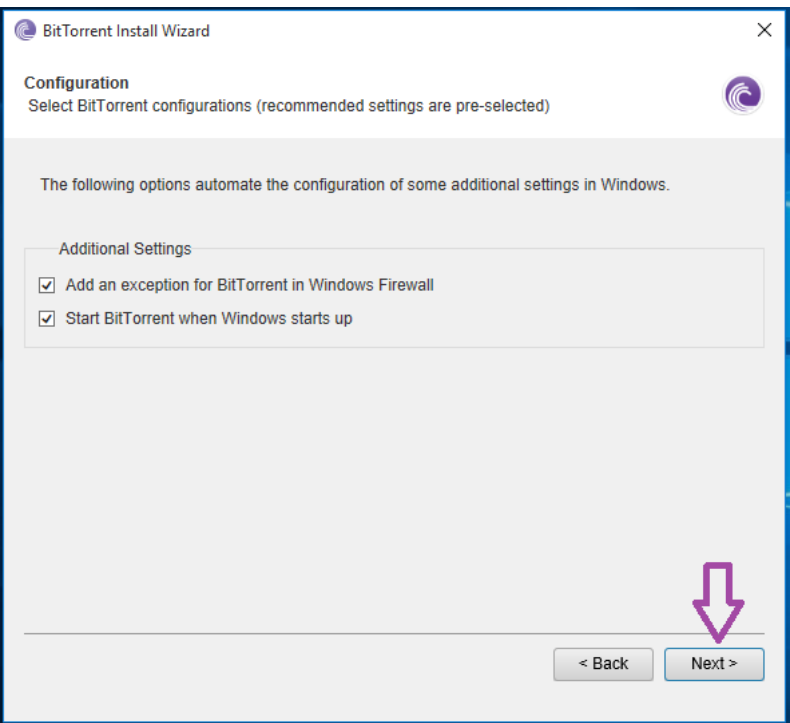 BitTorrent Install Wizard
Configuration
Select BitTorrent configurations (recommended settings are pre-selected)
The following options automate the configuration of some additional settings in Windows.
Additional Settings
Add an exception for BitTorrent in Windows Firewall
Start BitTorrent when Windows starts up
< Back Next >